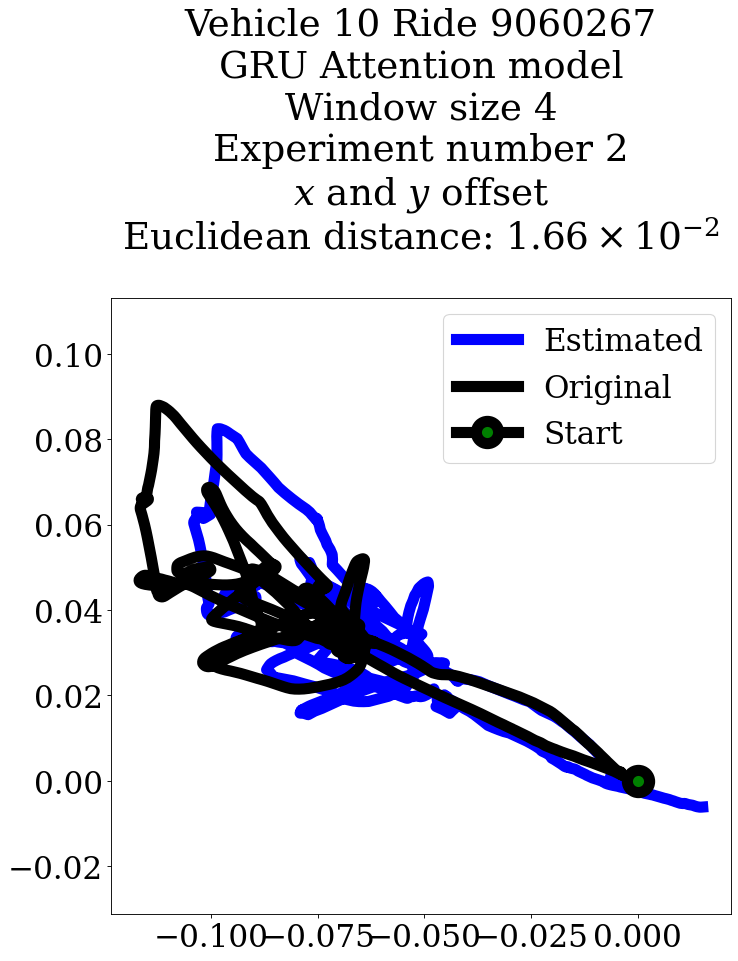 Vehicle 10 Ride 9060267
GRU Attention model
Window size 4
Experiment number 2
x and y offset
Euclidean distance: 1.66 × 10⁻²
Estimated
Original
Start
0.10
0.08
0.06
0.04
0.02
0.00
−0.02
−0.100 −0.075 −0.050 −0.025 0.000